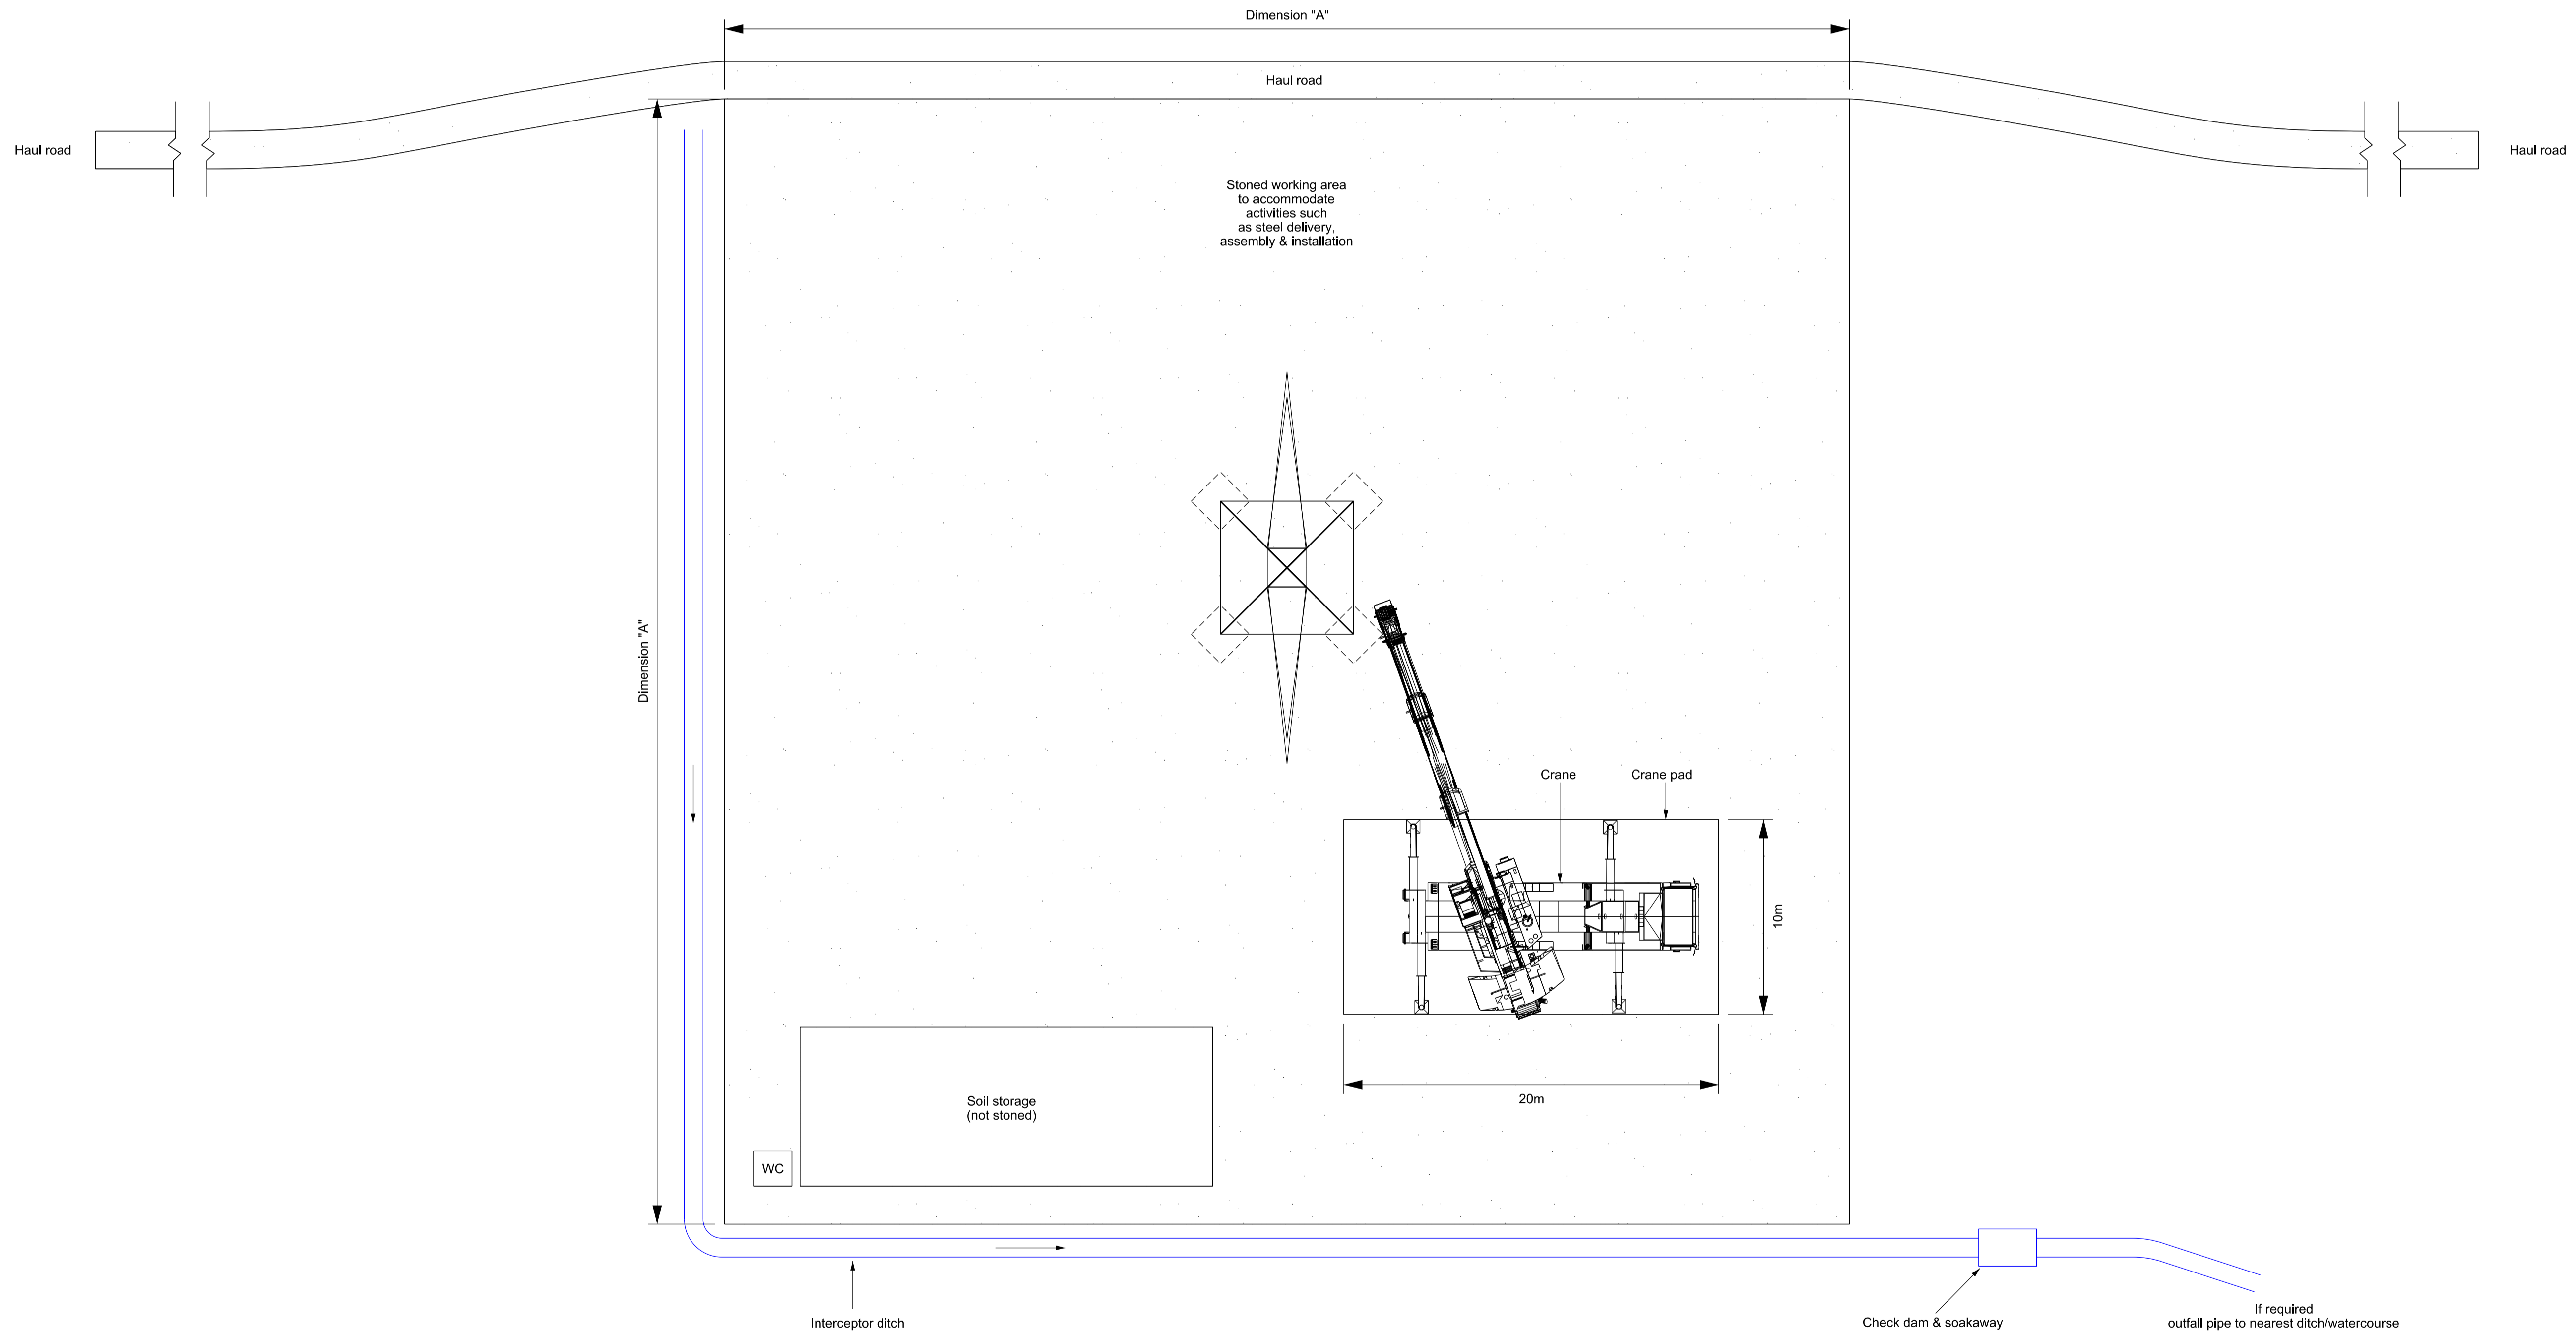 Dimension "A"
Haul road
Haul road
Haul road
Stoned working area
to accommodate
activities such
as steel delivery,
assembly & installation
Dimension "A"
Crane
Crane pad
10m
20m
Soil storage
(not stoned)
WC
Interceptor ditch
Check dam & soakaway
If required
outfall pipe to nearest ditch/watercourse